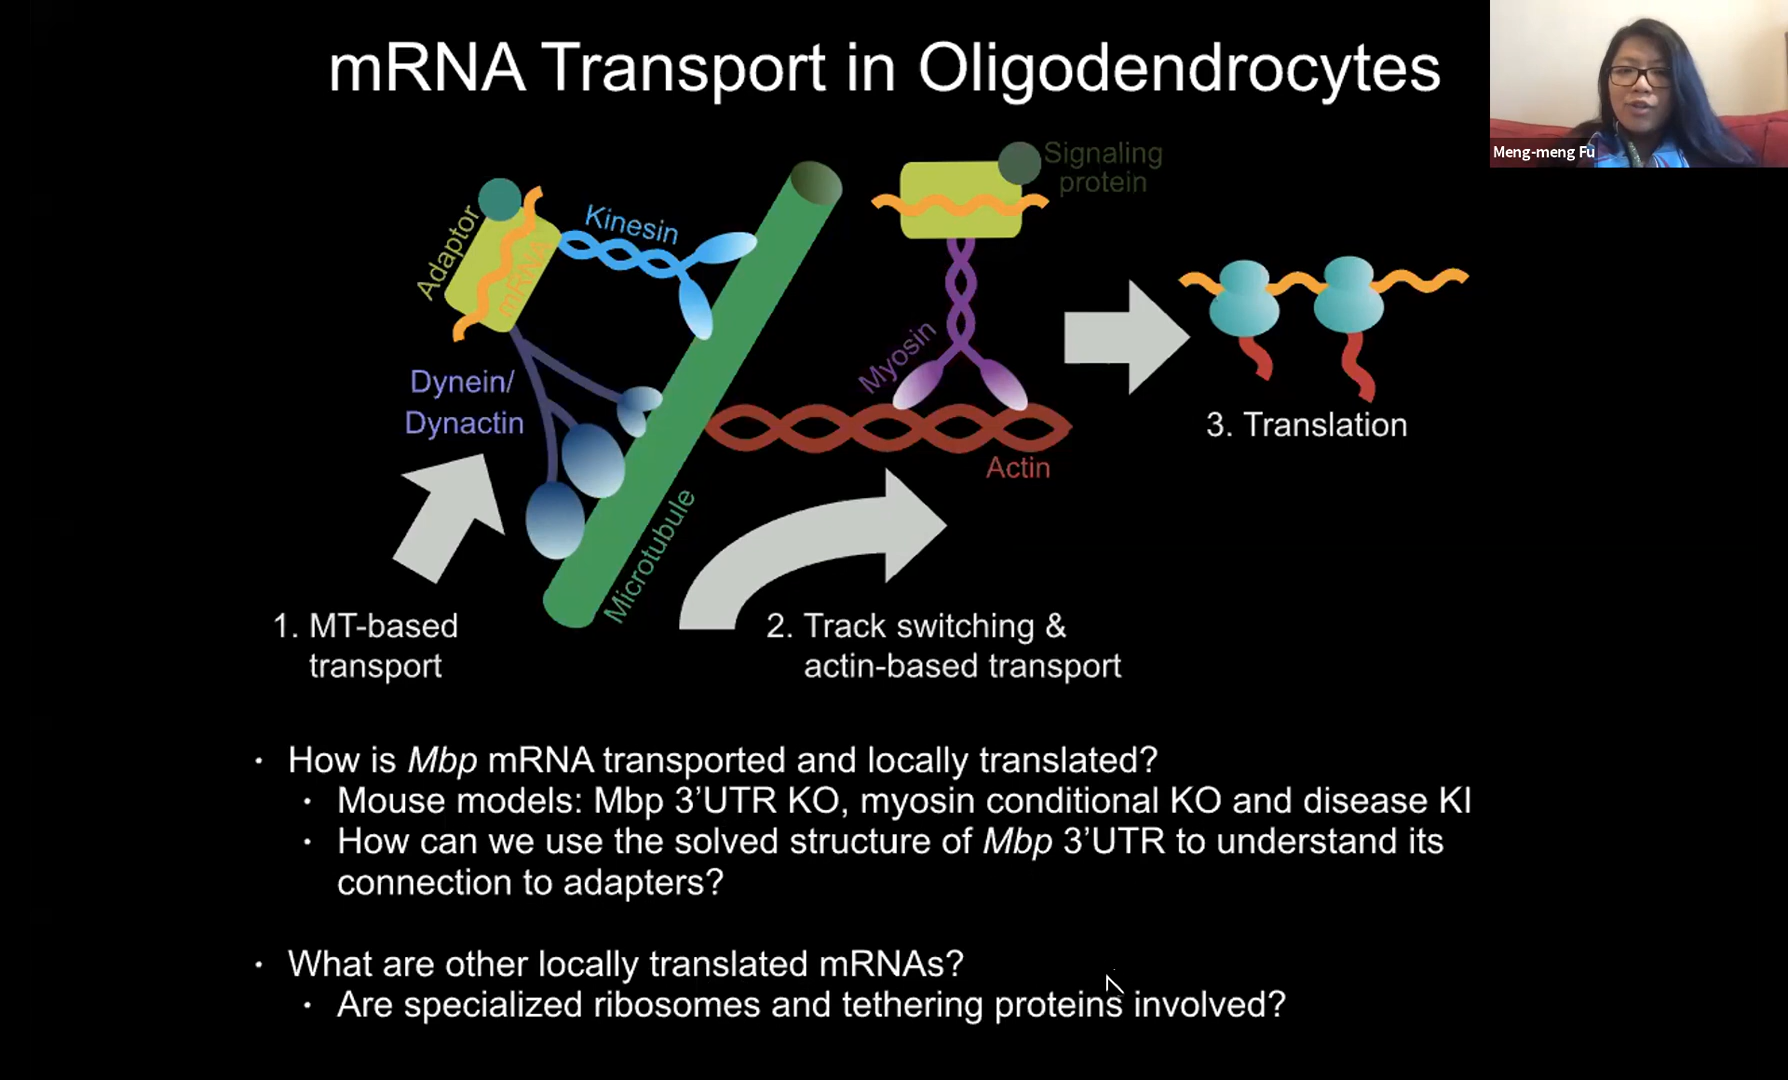 mRNA Transport in Oligodendrocytes
Meng-meng Fu
Signaling
protein
Adaptor
mRNA
Kinesin
Dynein/
Dynactin
Microtubule
Myosin
Actin
3. Translation
1. MT-based
transport
2. Track switching &
actin-based transport
· How is Mbp mRNA transported and locally translated?
· Mouse models: Mbp 3’UTR KO, myosin conditional KO and disease KI
· How can we use the solved structure of Mbp 3’UTR to understand its
connection to adapters?
· What are other locally translated mRNAs?
· Are specialized ribosomes and tethering proteins involved?